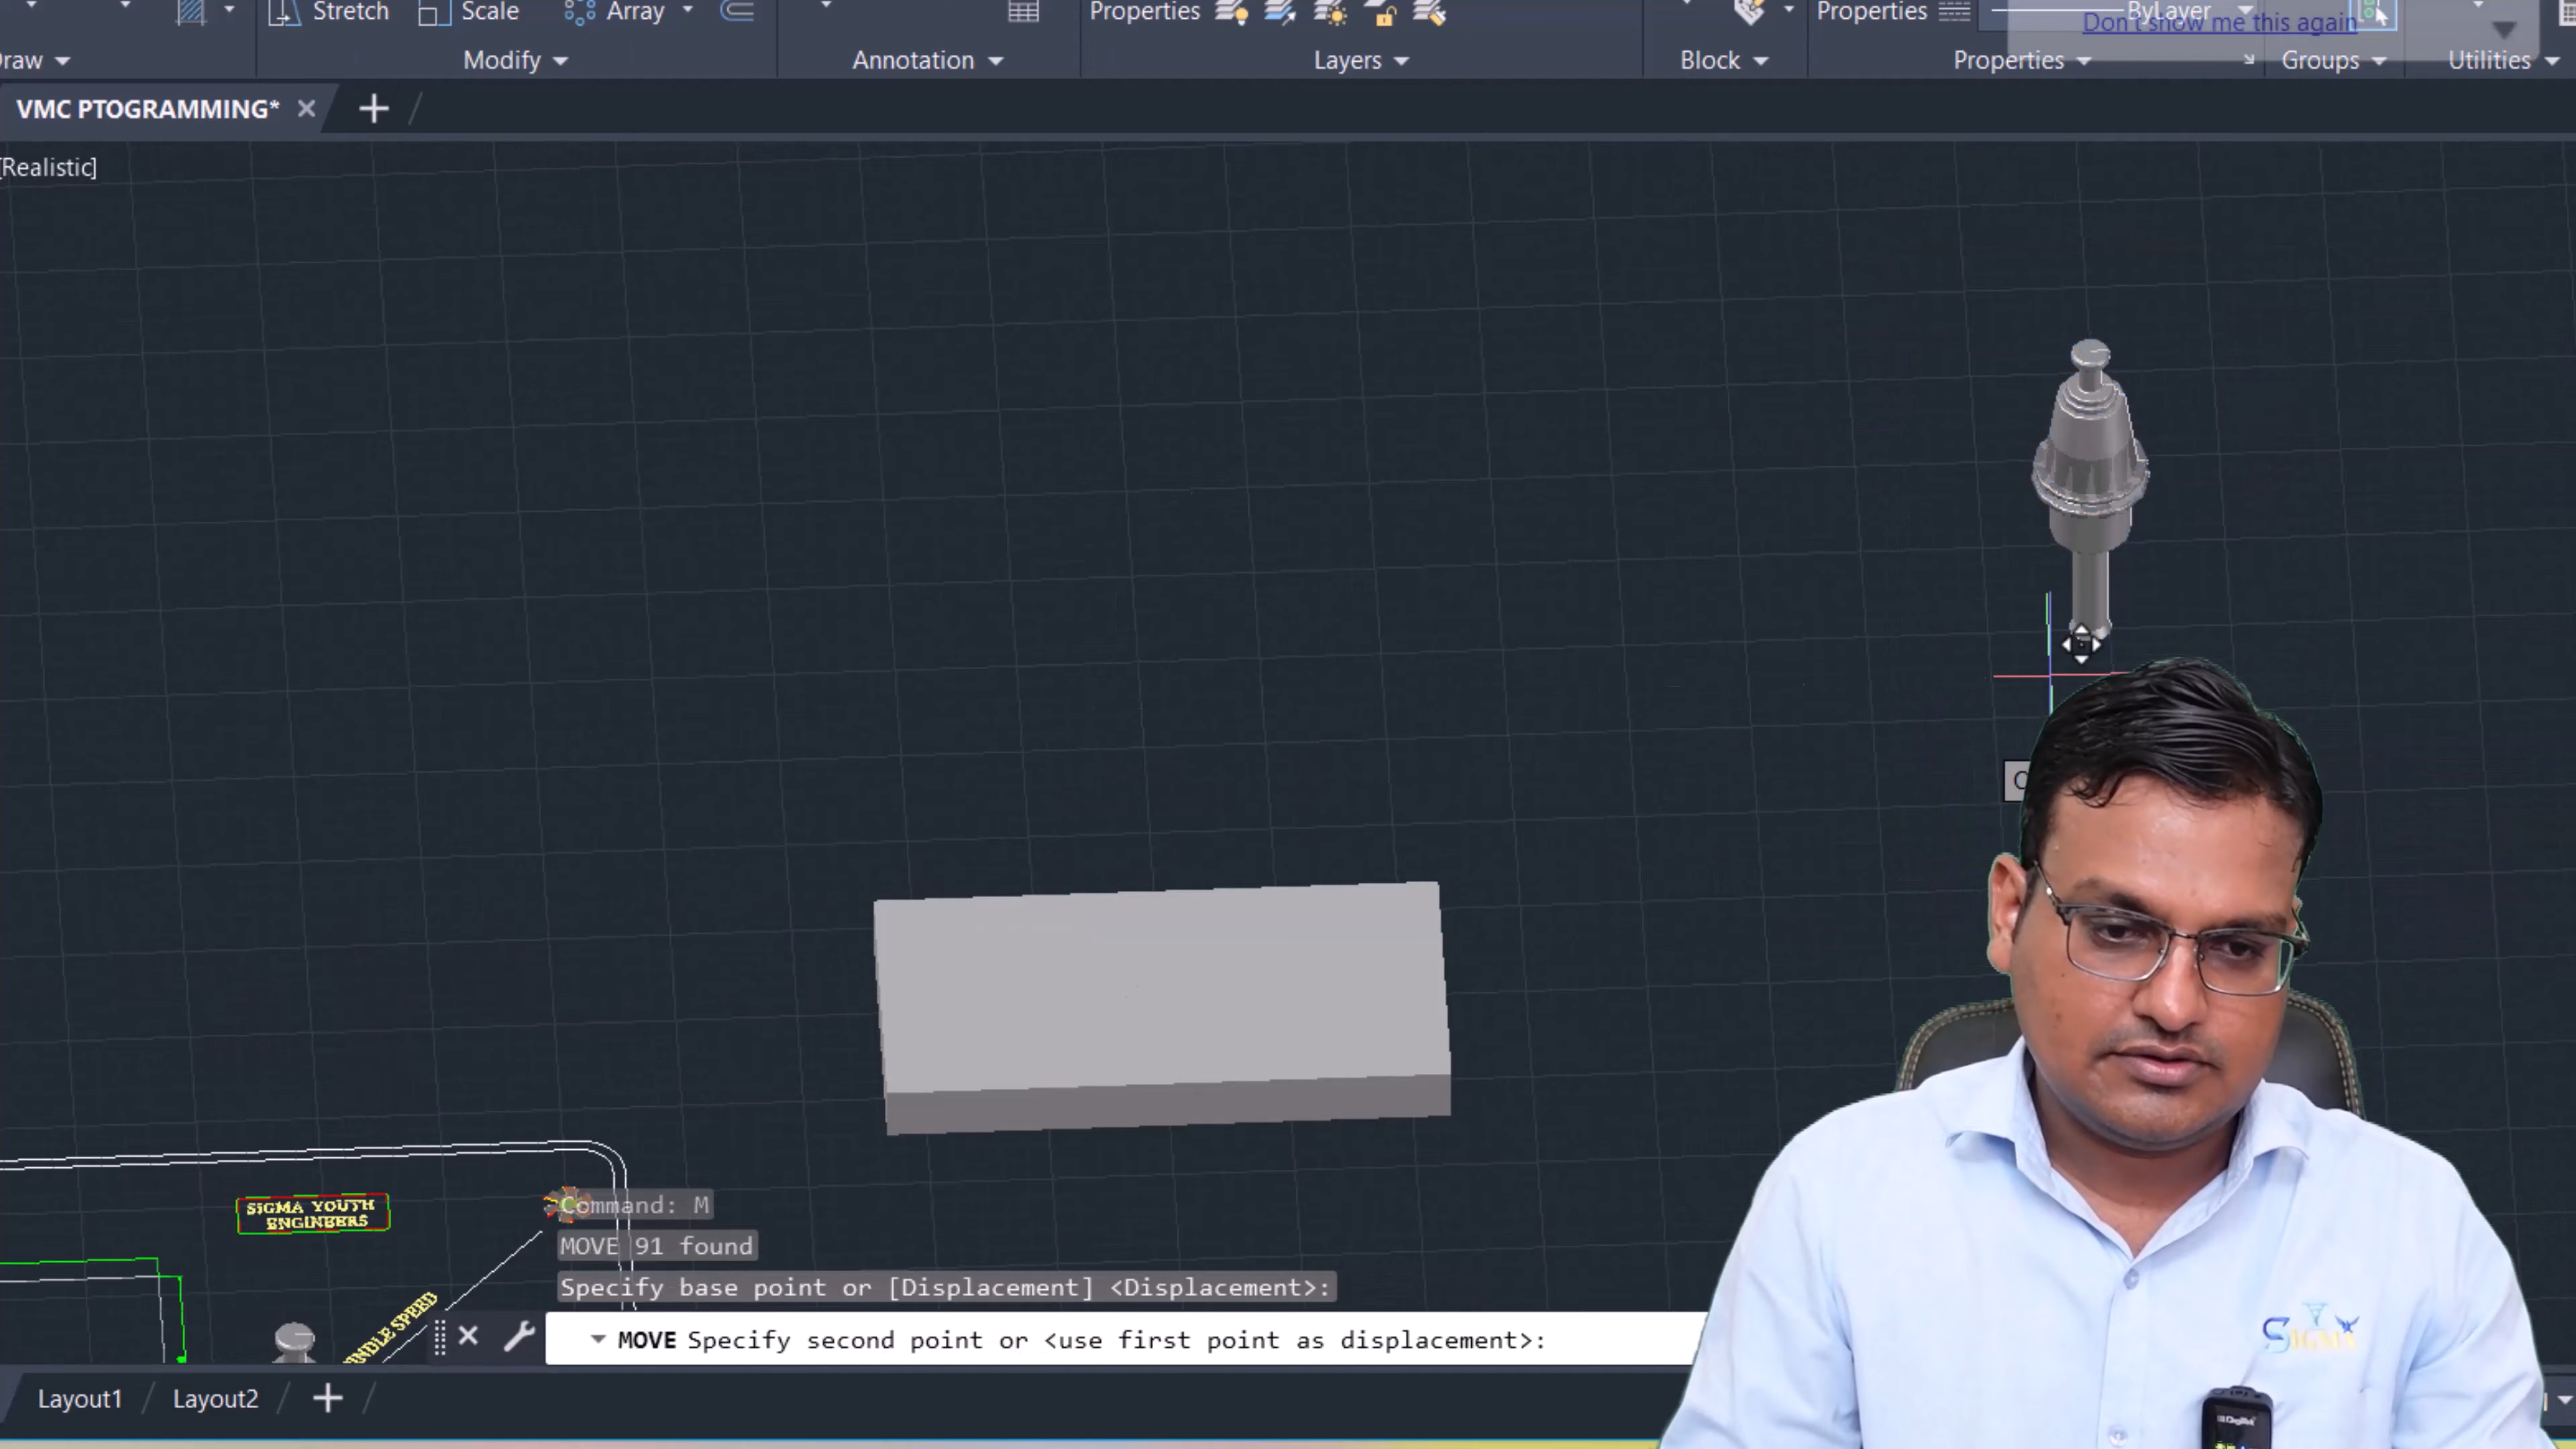 Stretch
Scale
Array
Properties
Properties
ByLayer
Don't show me this again
Modify
Annotation
Layers
Block
Properties
Groups
Utilities
VMC PTOGRAMMING*
[Realistic]
SIGMA YOUTH
ENGINEERS
Command: M
MOVE 91 found
Specify base point or [Displacement] <Displacement>:
MOVE Specify second point or <use first point as displacement>:
SPEED
SIGMA
Layout1
Layout2